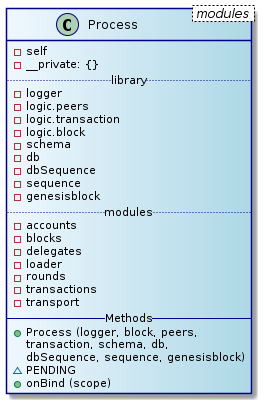 modules
C Process
self
__private: {}
library
logger
logic.peers
logic.transaction
logic.block
schema
db
dbSequence
sequence
genesisblock
modules
accounts
blocks
delegates
loader
rounds
transactions
transport
Methods
Process (logger, block, peers,
transaction, schema, db,
dbSequence, sequence, genesisblock)
PENDING
onBind (scope)